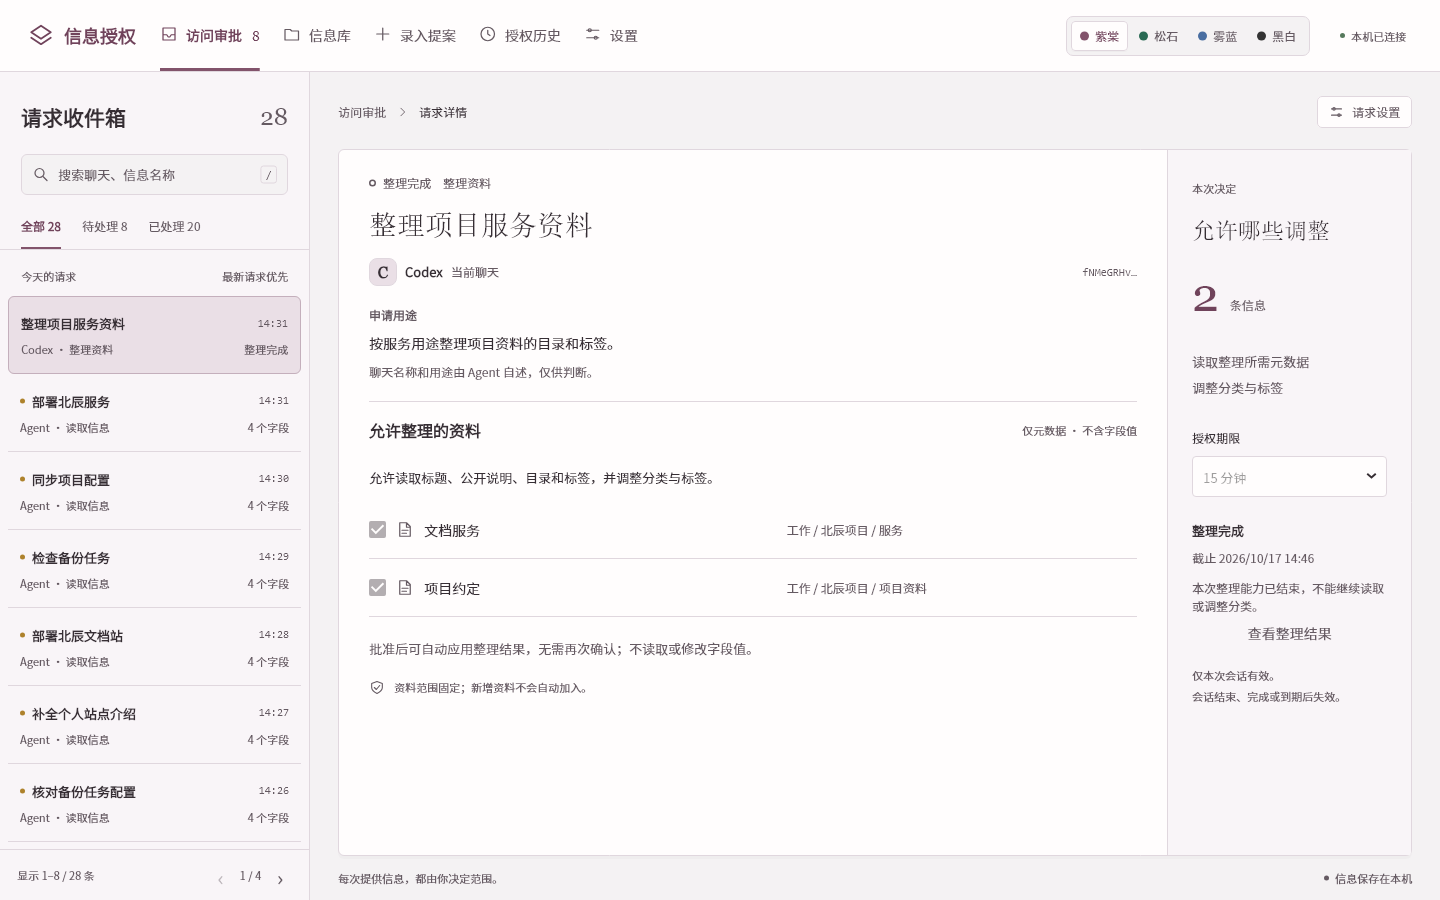 信息授权
访问审批 8
信息库
录入提案
授权历史
设置
紫棠
松石
雾蓝
黑白
本机已连接
请求收件箱 28
搜索聊天、信息名称 /
全部 28 待处理 8 已处理 20
今天的请求 最新请求优先
整理项目服务资料 14:31
Codex · 整理资料 整理完成
部署北辰服务 14:31
Agent · 读取信息 4 个字段
同步项目配置 14:30
Agent · 读取信息 4 个字段
检查备份任务 14:29
Agent · 读取信息 4 个字段
部署北辰文档站 14:28
Agent · 读取信息 4 个字段
补全个人站点介绍 14:27
Agent · 读取信息 4 个字段
核对备份任务配置 14:26
Agent · 读取信息 4 个字段
显示 1–8 / 28 条 ‹ 1 / 4 ›
访问审批 > 请求详情
请求设置
整理完成 整理资料
整理项目服务资料
C Codex 当前聊天 fNMeGRHv…
申请用途
按服务用途整理项目资料的目录和标签。
聊天名称和用途由 Agent 自述，仅供判断。
允许整理的资料 仅元数据 · 不含字段值
允许读取标题、公开说明、目录和标签，并调整分类与标签。
文档服务 工作 / 北辰项目 / 服务
项目约定 工作 / 北辰项目 / 项目资料
批准后可自动应用整理结果，无需再次确认；不读取或修改字段值。
资料范围固定；新增资料不会自动加入。
本次决定
允许哪些调整
2 条信息
读取整理所需元数据
调整分类与标签
授权期限
15 分钟
整理完成
截止 2026/10/17 14:46
本次整理能力已结束，不能继续读取
或调整分类。
查看整理结果
仅本次会话有效。
会话结束、完成或到期后失效。
每次提供信息，都由你决定范围。
信息保存在本机